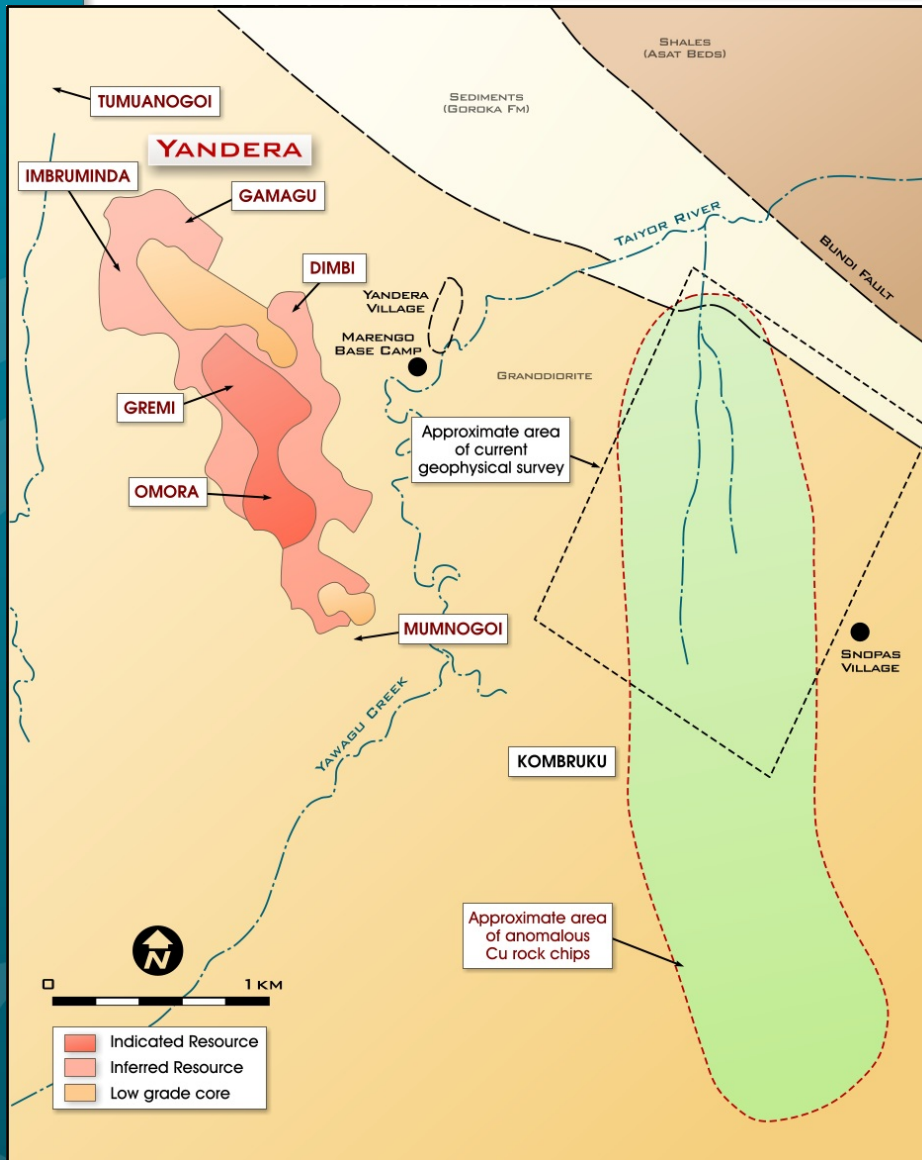 SHALES
(ASAT BEDS)
SEDIMENTS
(GOROKA FM)
TUMUANOGOI
YANDERA
IMBRUMINDA
GAMAGU
TAIYOR RIVER
BUNDI FAULT
DIMBI
YANDERA
VILLAGE
MARENGO
BASE CAMP
GRANODIORITE
GREMI
Approximate area
of current
geophysical survey
OMORA
MUMNOGOI
SNOPAS
VILLAGE
YAWAGU CREEK
KOMBRUKU
Approximate area
of anomalous
Cu rock chips
N
0 1 KM
Indicated Resource
Inferred Resource
Low grade core